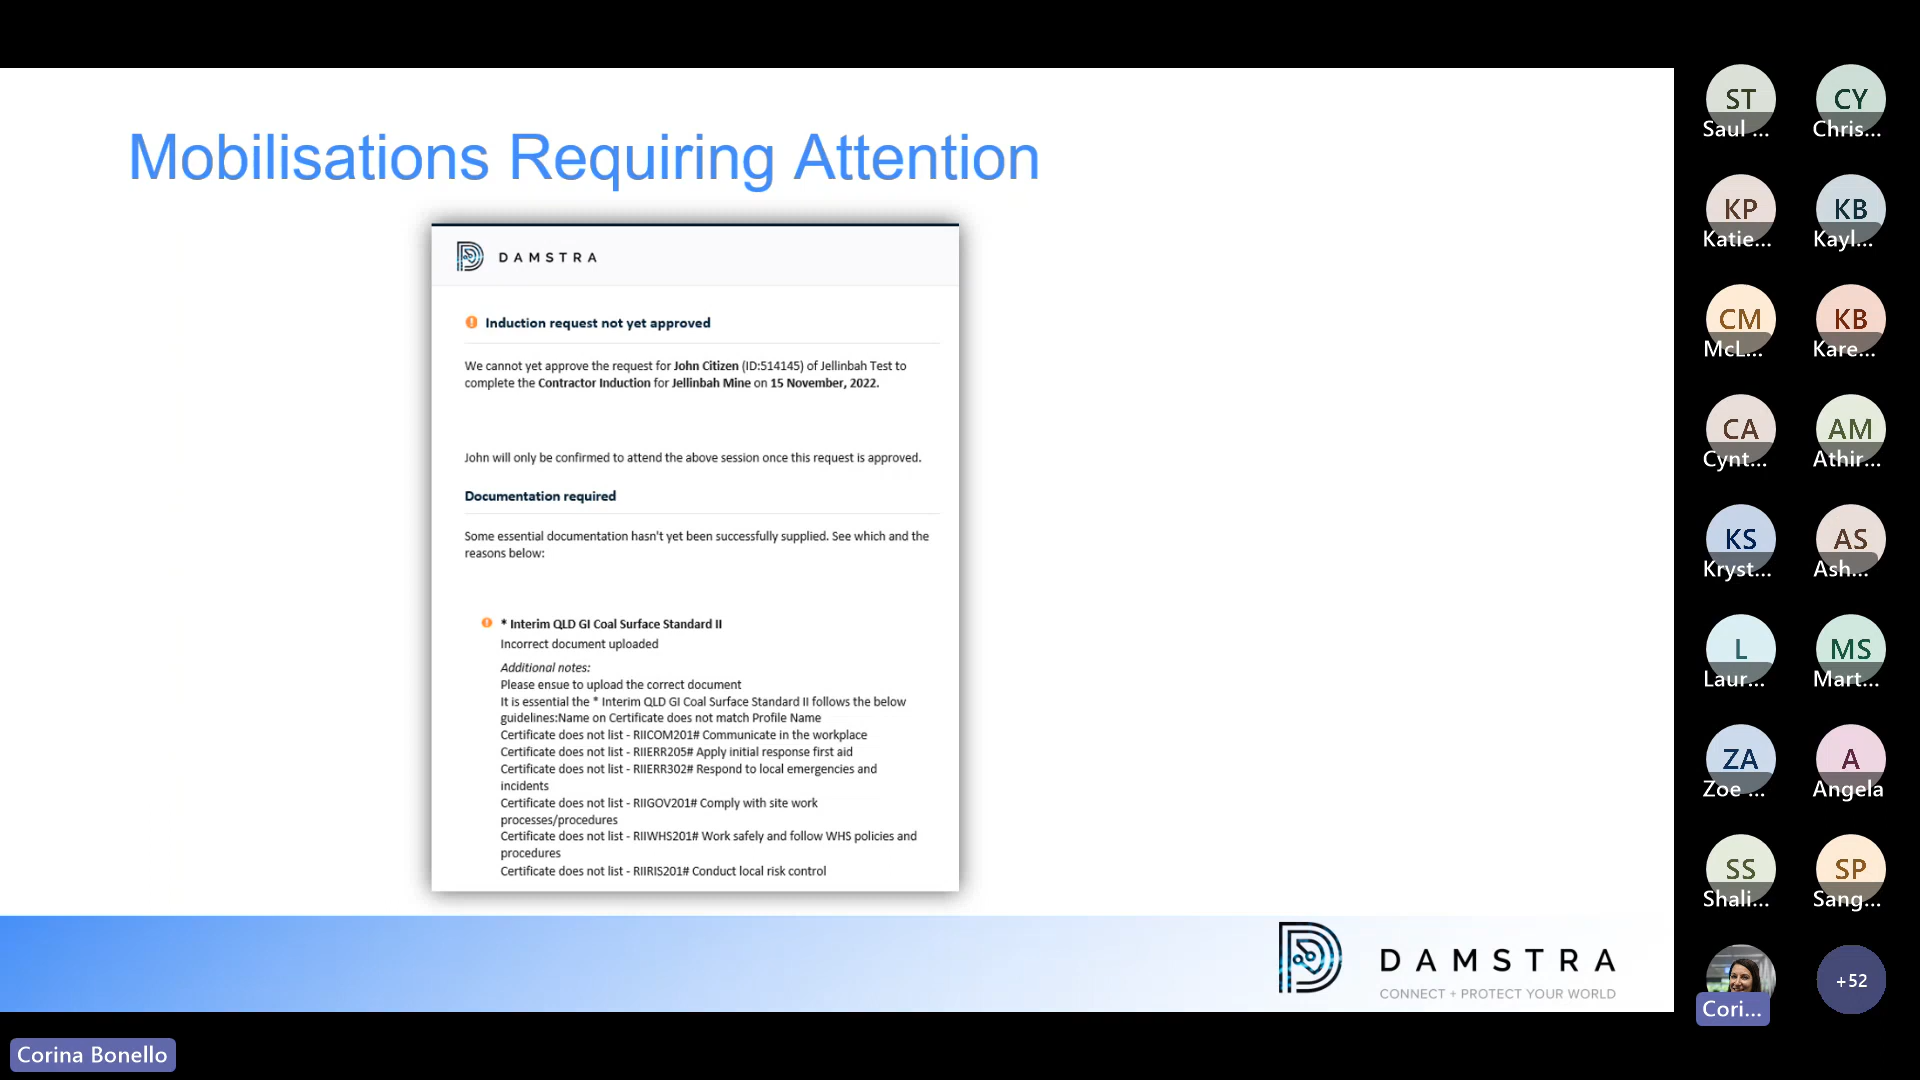 Mobilisations Requiring Attention
DAMSTRA
Induction request not yet approved
We cannot yet approve the request for John Citizen (ID:514145) of Jellinbah Test to
complete the Contractor Induction for Jellinbah Mine on 15 November, 2022.
John will only be confirmed to attend the above session once this request is approved.
Documentation required
Some essential documentation hasn't yet been successfully supplied. See which and the
reasons below:
* Interim QLD GI Coal Surface Standard II
Incorrect document uploaded
Additional notes:
Please ensue to upload the correct document
It is essential the * Interim QLD GI Coal Surface Standard II follows the below
guidelines:Name on Certificate does not match Profile Name
Certificate does not list - RIICOM201# Communicate in the workplace
Certificate does not list - RIIERR205# Apply initial response first aid
Certificate does not list - RIIERR302# Respond to local emergencies and
incidents
Certificate does not list - RIIGOV201# Comply with site work
processes/procedures
Certificate does not list - RIIWHS201# Work safely and follow WHS policies and
procedures
Certificate does not list - RIIRIS201# Conduct local risk control
DAMSTRA
CONNECT + PROTECT YOUR WORLD
Corina Bonello
ST CY
Saul ... Chris...
KP KB
Katie... Kayl...
CM KB
McL... Kare...
CA AM
Cynt... Athir...
KS AS
Kryst... Ash...
L MS
Laur... Mart...
ZA A
Zoe ... Angela
SS SP
Shali... Sang...
+52
Cori...